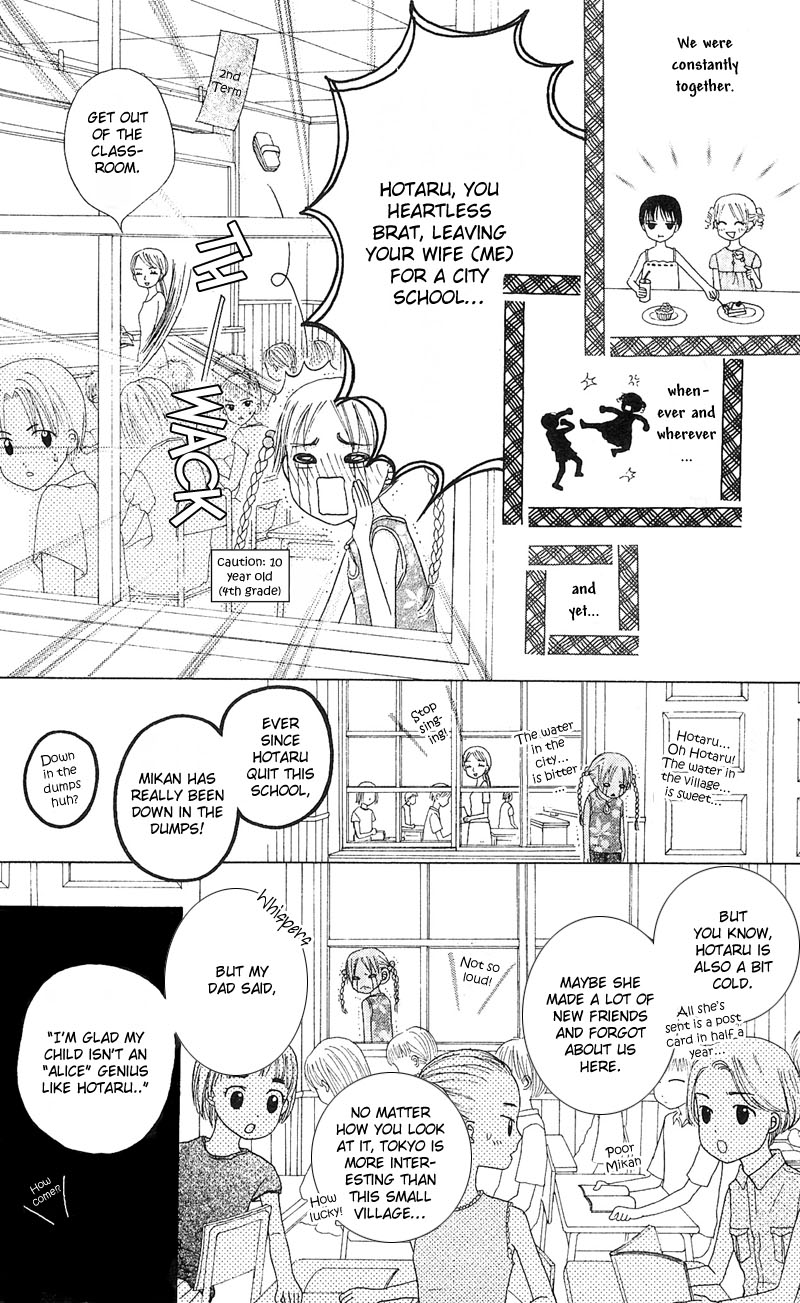 We were
constantly
together.
when-
ever and
wherever
...
and
yet...
HOTARU, YOU
HEARTLESS
BRAT, LEAVING
YOUR WIFE (ME)
FOR A CITY
SCHOOL...
2nd
Term
GET OUT
OF THE
CLASS-
ROOM.
TH
WACK
Caution: 10
year old
(4th grade)
Hotaru...
Oh Hotaru!
The water in
the village...
is sweet...
The water
in the
city...
is bitter
...
Stop
sing-
ing!
EVER
SINCE
HOTARU
QUIT THIS
SCHOOL,
MIKAN HAS
REALLY BEEN
DOWN IN
THE DUMPS!
Down
in the
dumps
huh?
BUT
YOU KNOW,
HOTARU IS
ALSO A BIT
COLD.
All she's
sent is a post
card in half a
year...
MAYBE SHE
MADE A LOT OF
NEW FRIENDS
AND FORGOT
ABOUT US
HERE.
Not so
loud!
Poor
Mikan
NO MATTER
HOW YOU LOOK
AT IT, TOKYO IS
MORE INTER-
ESTING THAN
THIS SMALL
VILLAGE...
How
lucky!
Whispers
BUT MY
DAD SAID,
"I'M GLAD MY
CHILD ISN'T AN
"ALICE" GENIUS
LIKE HOTARU.."
How
come?